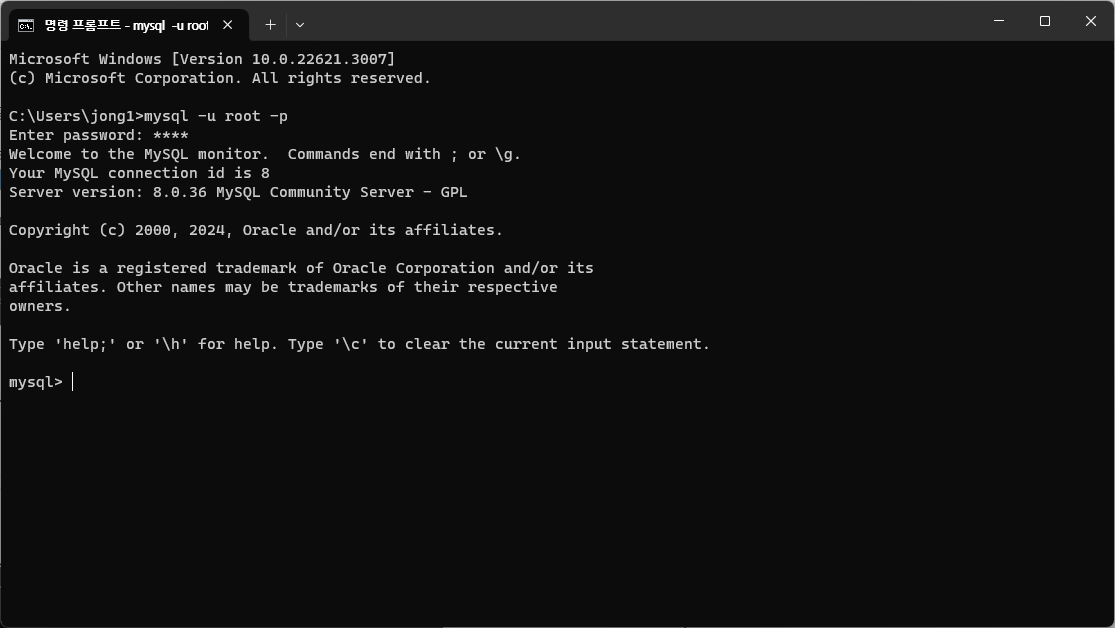 명령 프롬프트 - mysql -u root
Microsoft Windows [Version 10.0.22621.3007]
(c) Microsoft Corporation. All rights reserved.
C:\Users\jong1>mysql -u root -p
Enter password: ****
Welcome to the MySQL monitor.  Commands end with ; or \g.
Your MySQL connection id is 8
Server version: 8.0.36 MySQL Community Server - GPL
Copyright (c) 2000, 2024, Oracle and/or its affiliates.
Oracle is a registered trademark of Oracle Corporation and/or its
affiliates. Other names may be trademarks of their respective
owners.
Type 'help;' or '\h' for help. Type '\c' to clear the current input statement.
mysql>